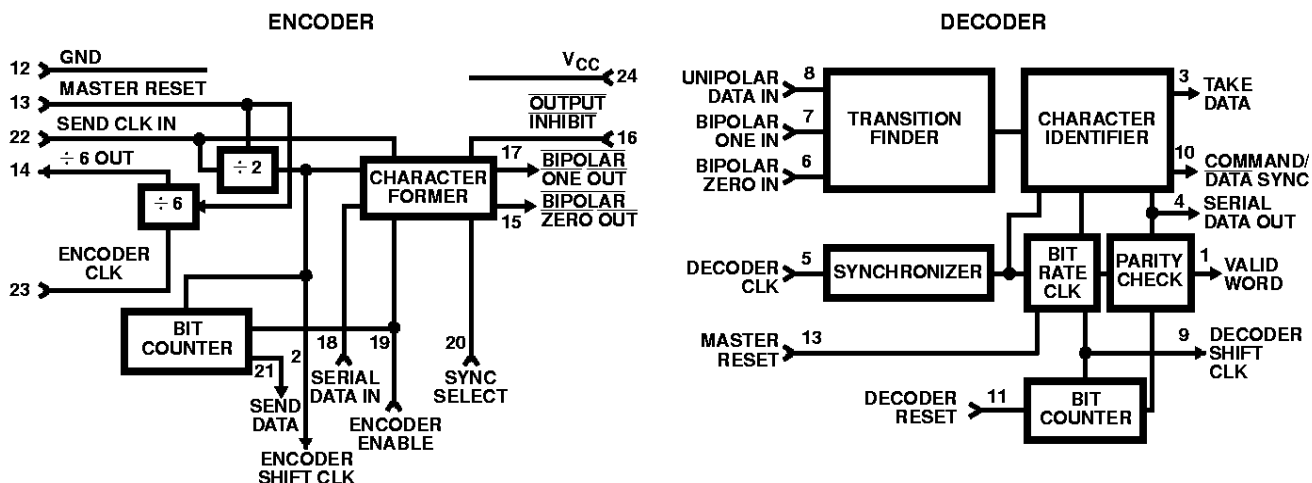 ENCODER
12 GND
VCC 24
13 MASTER RESET
OUTPUT
INHIBIT 16
22 SEND CLK IN
14 ÷ 6 OUT
÷ 2
÷ 6
CHARACTER
FORMER
17 BIPOLAR
ONE OUT
15 BIPOLAR
ZERO OUT
ENCODER
CLK
23
BIT
COUNTER
21
SEND
DATA
2
ENCODER
SHIFT CLK
18
SERIAL
DATA IN
19
ENCODER
ENABLE
20
SYNC
SELECT
DECODER
UNIPOLAR
DATA IN 8
BIPOLAR
ONE IN 7
BIPOLAR
ZERO IN 6
TRANSITION
FINDER
CHARACTER
IDENTIFIER
3 TAKE
DATA
10 COMMAND/
DATA SYNC
4 SERIAL
DATA OUT
DECODER
CLK 5
SYNCHRONIZER
BIT
RATE
CLK
PARITY
CHECK
1 VALID
WORD
MASTER
RESET 13
9 DECODER
SHIFT
CLK
DECODER
RESET 11
BIT
COUNTER